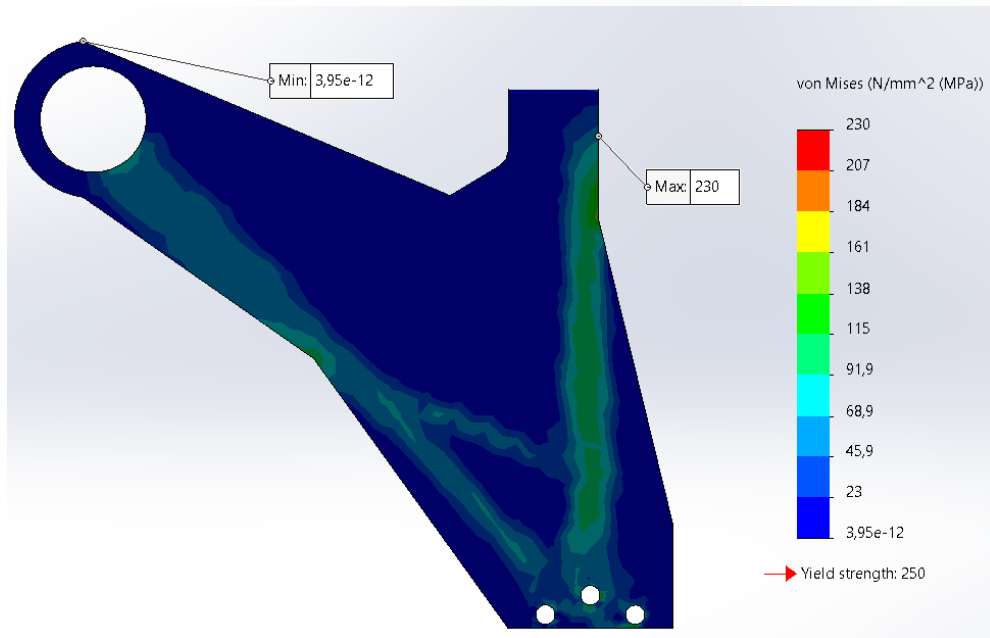 von Mises (N/mm^2 (MPa))
Min: 3,95e-12
Max: 230
230
207
184
161
138
115
91,9
68,9
45,9
23
3,95e-12
Yield strength: 250